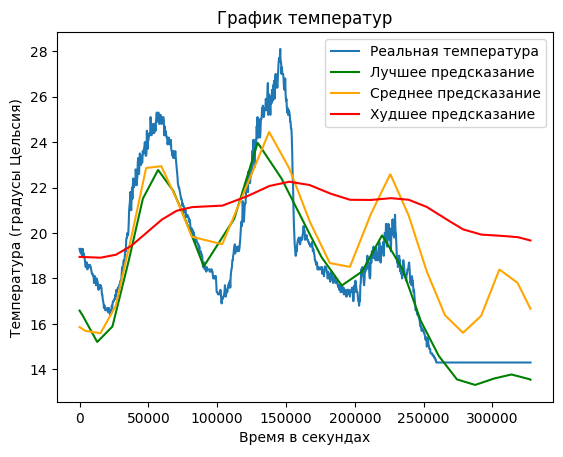 График температур
Температура (градусы Цельсия)
28
26
24
22
20
18
16
14
Реальная температура
Лучшее предсказание
Среднее предсказание
Худшее предсказание
0
50000
100000
150000
200000
250000
300000
Время в секундах